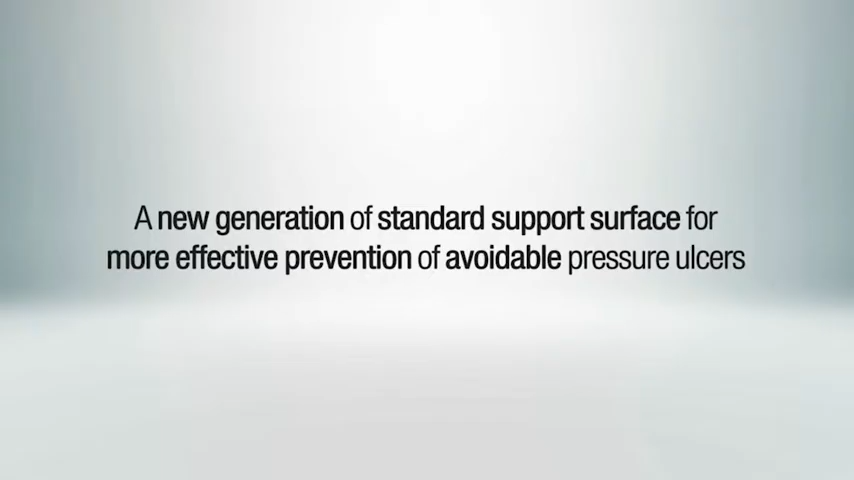 A new generation of standard support surface for
more effective prevention of avoidable pressure ulcers